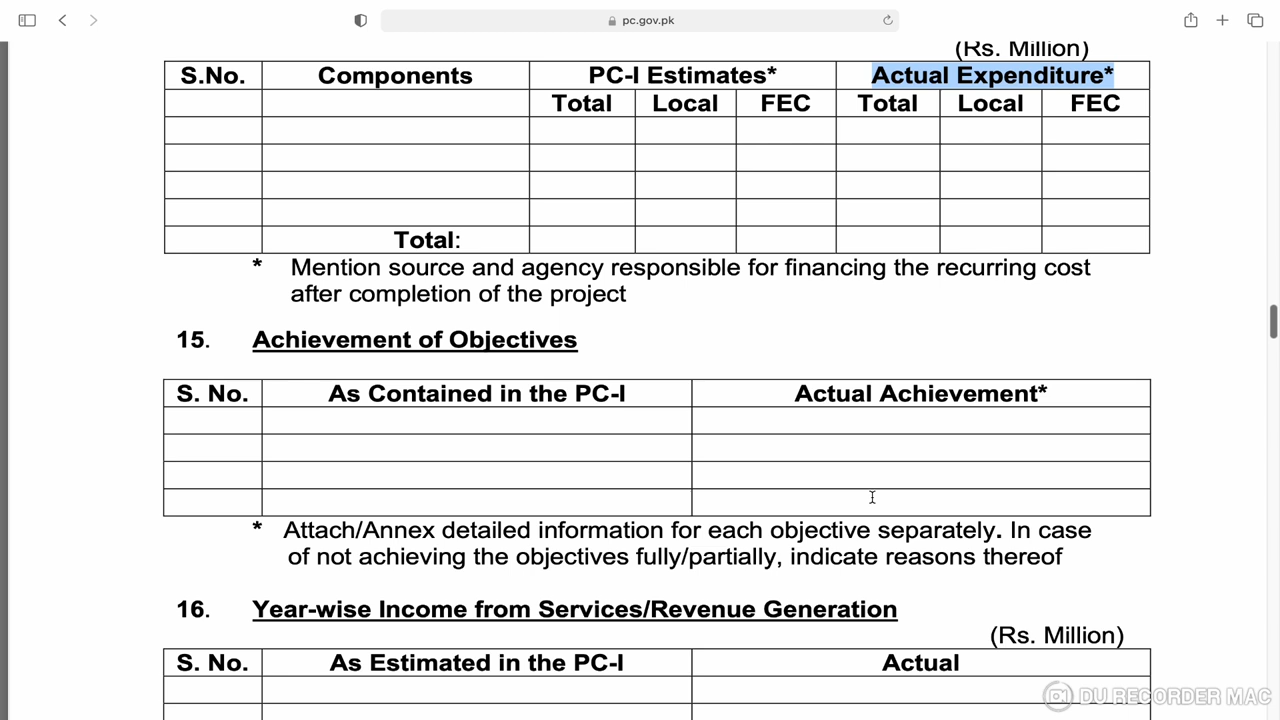 pc.gov.pk
(Rs. Million)
S.No. Components PC-I Estimates* Actual Expenditure*
Total Local FEC Total Local FEC
Total:
* Mention source and agency responsible for financing the recurring cost
after completion of the project
15. Achievement of Objectives
S. No. As Contained in the PC-I Actual Achievement*
* Attach/Annex detailed information for each objective separately. In case
of not achieving the objectives fully/partially, indicate reasons thereof
16. Year-wise Income from Services/Revenue Generation
(Rs. Million)
S. No. As Estimated in the PC-I Actual
DU RECORDER MAC